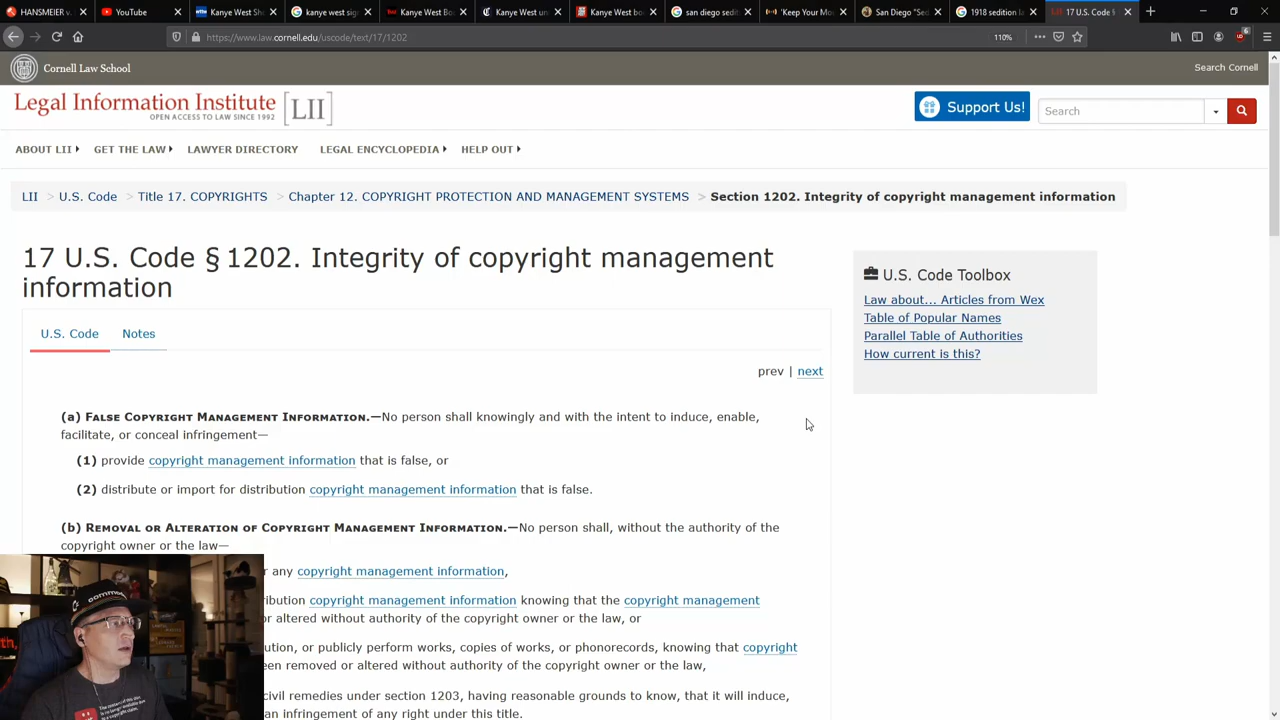 HANSMEIER v.
YouTube
Kanye West Sh
kanye west sig
Kanye West Bo
Kanye West un
Kanye West bo
san diego sedit
'Keep Your Mo
San Diego "Sed
1918 sedition L
17 U.S. Code §
https://www.law.cornell.edu/uscode/text/17/1202
110%
Cornell Law School
Search Cornell
Legal Information Institute [LII]
OPEN ACCESS TO LAW SINCE 1992
Support Us!
Search
ABOUT LII GET THE LAW LAWYER DIRECTORY LEGAL ENCYCLOPEDIA HELP OUT
LII > U.S. Code > Title 17. COPYRIGHTS > Chapter 12. COPYRIGHT PROTECTION AND MANAGEMENT SYSTEMS > Section 1202. Integrity of copyright management information
17 U.S. Code § 1202. Integrity of copyright management
information
U.S. Code Toolbox
Law about... Articles from Wex
Table of Popular Names
Parallel Table of Authorities
How current is this?
U.S. Code Notes
prev | next
(a) FALSE COPYRIGHT MANAGEMENT INFORMATION.—No person shall knowingly and with the intent to induce, enable,
facilitate, or conceal infringement—
(1) provide copyright management information that is false, or
(2) distribute or import for distribution copyright management information that is false.
(b) REMOVAL OR ALTERATION OF COPYRIGHT MANAGEMENT INFORMATION.—No person shall, without the authority of the
copyright owner or the law—
r any copyright management information,
ribution copyright management information knowing that the copyright management
or altered without authority of the copyright owner or the law, or
ution, or publicly perform works, copies of works, or phonorecords, knowing that copyright
een removed or altered without authority of the copyright owner or the law,
civil remedies under section 1203, having reasonable grounds to know, that it will induce,
an infringement of any right under this title.
common